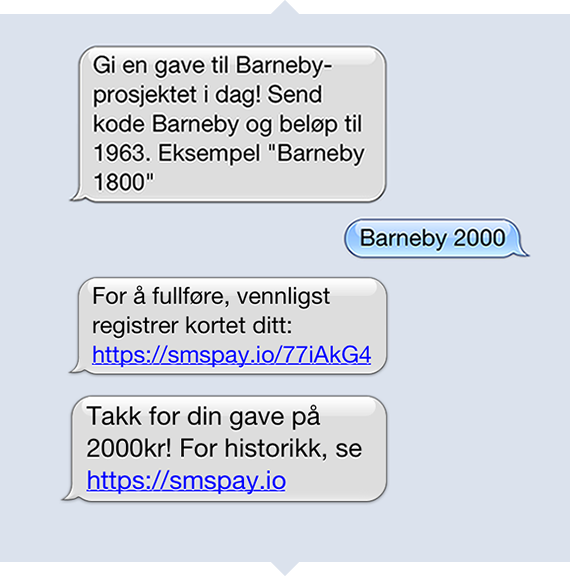 Gi en gave til Barneby-
prosjektet i dag! Send
kode Barneby og beløp til
1963. Eksempel "Barneby
1800"
Barneby 2000
For å fullføre, vennligst
registrer kortet ditt:
https://smspay.io/77iAkG4
Takk for din gave på
2000kr! For historikk, se
https://smspay.io